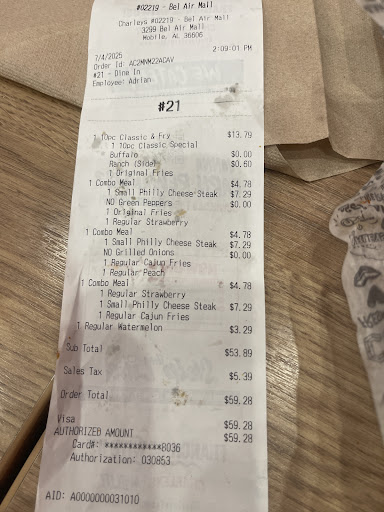 #02219 - Bel Air Mall
Charleys #02219 - Bel Air Mall
3299 Bel Air Mall
Mobile, AL 36606
7/4/2025 2:09:01 PM
Order Id: AC2MNM22ACAV
#21 - Dine In
Employee: Adrian
#21
1 10pc Classic & Fry $13.79
1 10pc Classic Special
Buffalo $0.00
Ranch (Side) $0.60
1 Original Fries
1 Combo Meal $4.78
1 Small Philly Cheese Steak $7.29
NO Green Peppers $0.00
1 Original Fries
1 Regular Strawberry
1 Combo Meal $4.78
1 Small Philly Cheese Steak $7.29
NO Grilled Onions $0.00
1 Regular Cajun Fries
1 Regular Peach
1 Combo Meal $4.78
1 Regular Strawberry
1 Small Philly Cheese Steak $7.29
1 Regular Cajun Fries
1 Regular Watermelon $3.29
Sub Total $53.89
Sales Tax $5.39
Order Total $59.28
Visa $59.28
AUTHORIZED AMOUNT $59.28
Card#: ************8036
Authorization: 030853
AID: A0000000031010